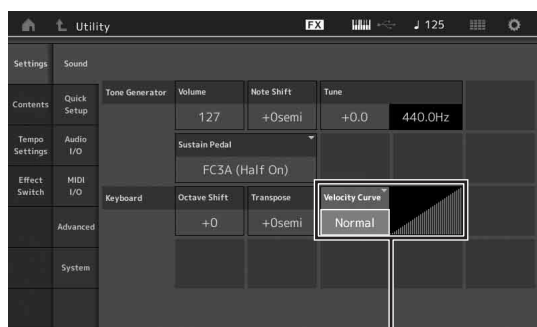 Utility FX ♩ 125
Settings Sound
Contents Quick Setup
Tempo Settings Audio I/O
Effect Switch MIDI I/O
Advanced
System
Tone Generator Volume Note Shift Tune
127 +0semi +0.0 440.0Hz
Sustain Pedal
FC3A (Half On)
Keyboard Octave Shift Transpose Velocity Curve
+0 +0semi Normal